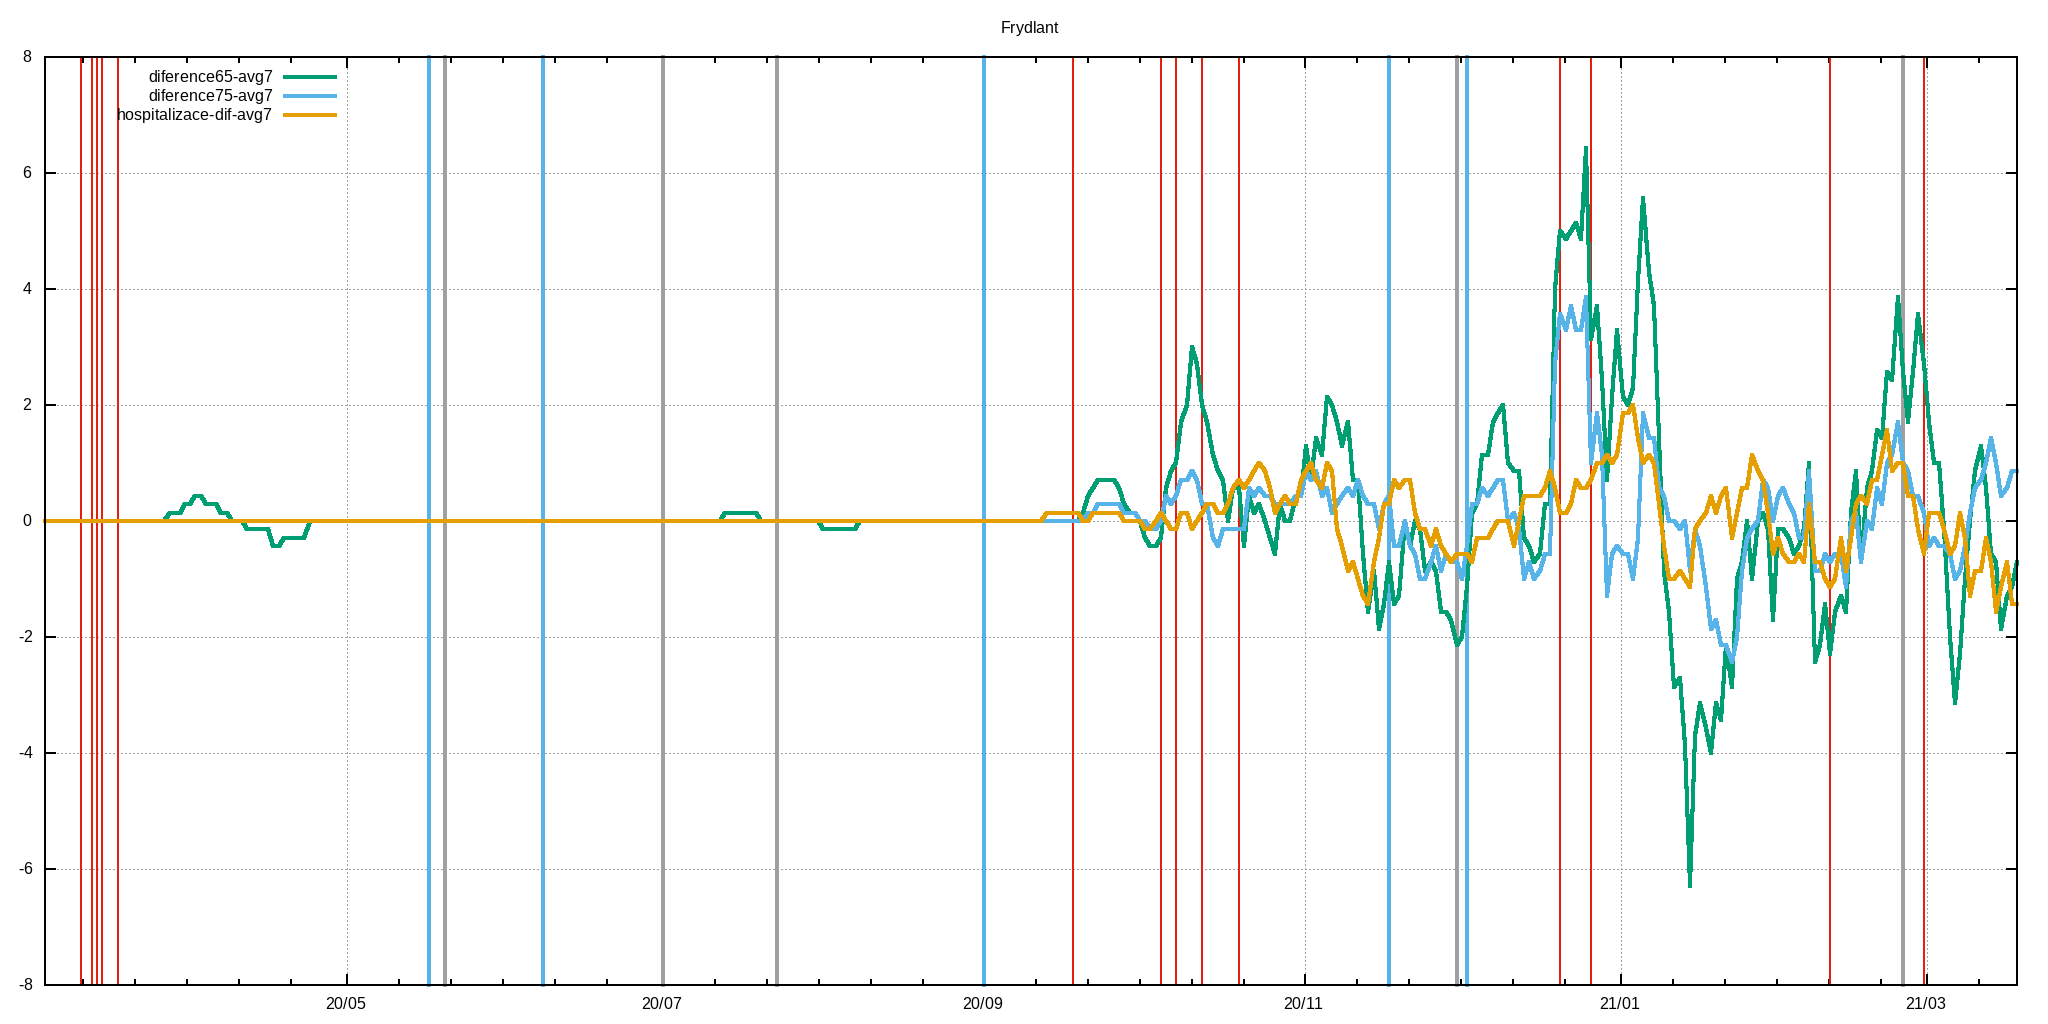 Frydlant
diference65-avg7
diference75-avg7
hospitalizace-dif-avg7
8
6
4
2
0
-2
-4
-6
-8
20/05 20/07 20/09 20/11 21/01 21/03